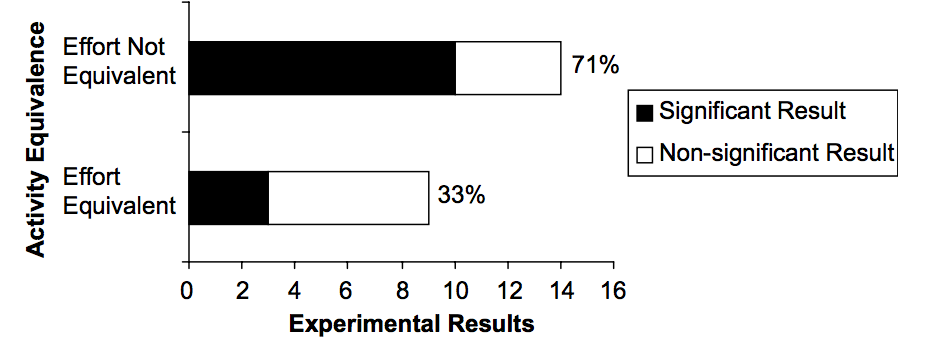 Activity Equivalence
Effort Not
Equivalent
71%
Effort
Equivalent
33%
Significant Result
Non-significant Result
0 2 4 6 8 10 12 14 16
Experimental Results